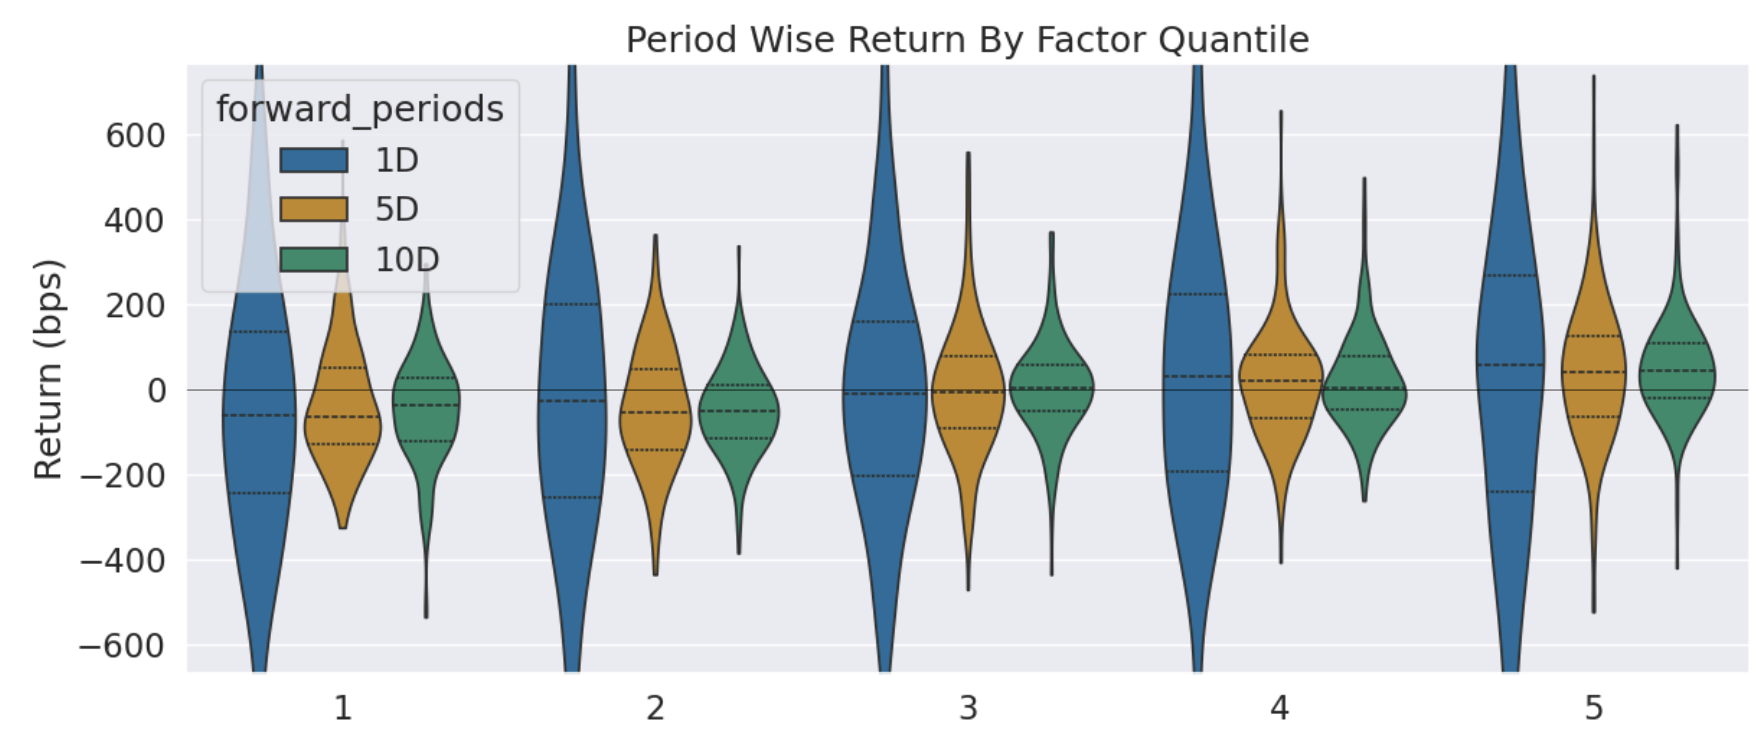 Period Wise Return By Factor Quantile
Return (bps)
600
400
200
0
−200
−400
−600
forward_periods
1D
5D
10D
1 2 3 4 5